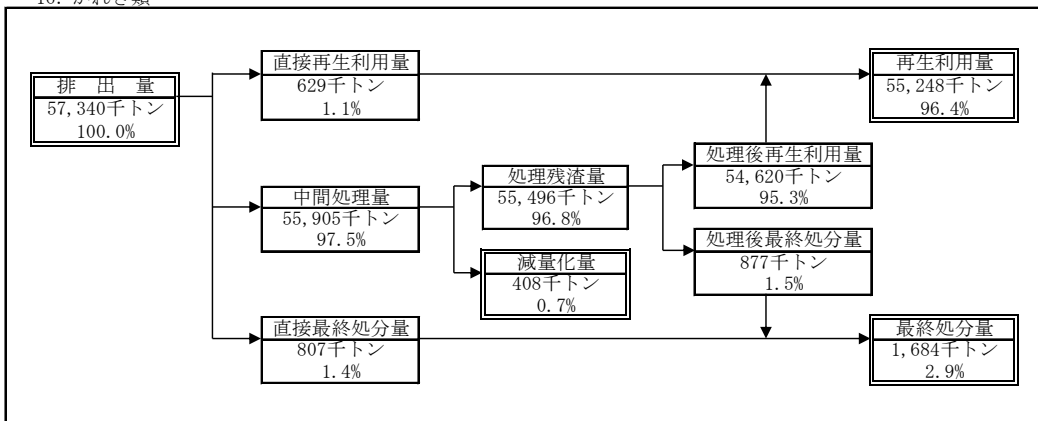 排 出 量
57,340千トン
100.0%
直接再生利用量
629千トン
1.1%
再生利用量
55,248千トン
96.4%
中間処理量
55,905千トン
97.5%
処理残渣量
55,496千トン
96.8%
処理後再生利用量
54,620千トン
95.3%
減量化量
408千トン
0.7%
処理後最終処分量
877千トン
1.5%
直接最終処分量
807千トン
1.4%
最終処分量
1,684千トン
2.9%